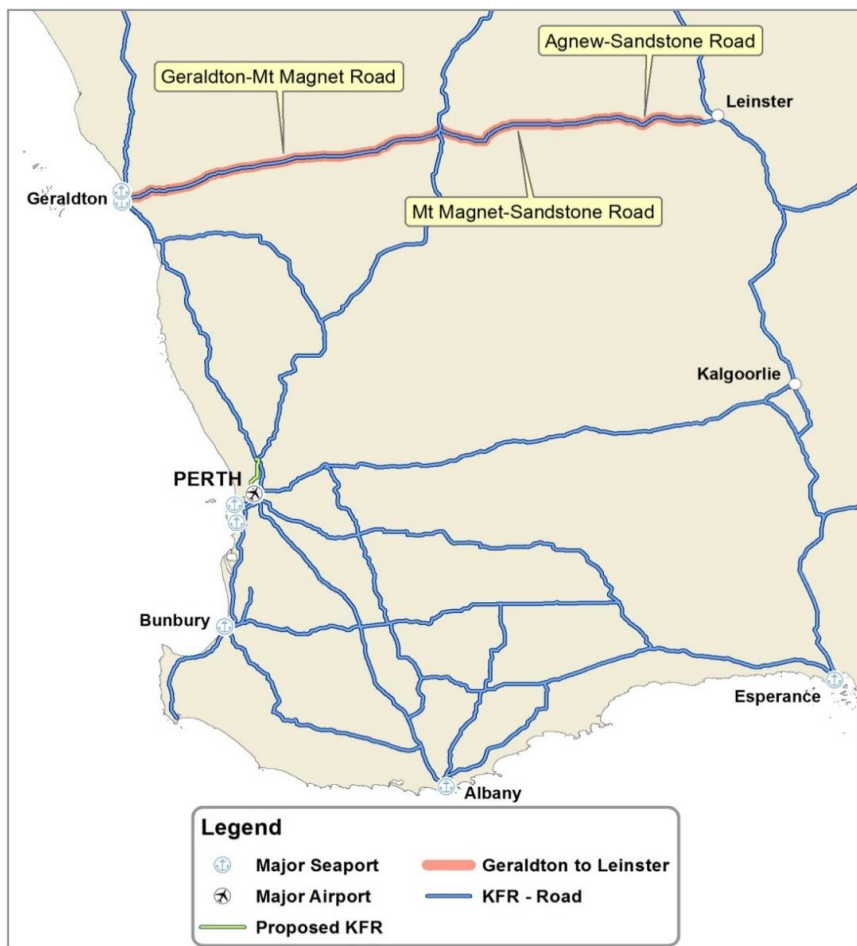 Agnew-Sandstone Road
Geraldton-Mt Magnet Road
Leinster
Geraldton
Mt Magnet-Sandstone Road
Kalgoorlie
PERTH
Bunbury
Esperance
Albany
Legend
Major Seaport
Geraldton to Leinster
Major Airport
KFR - Road
Proposed KFR